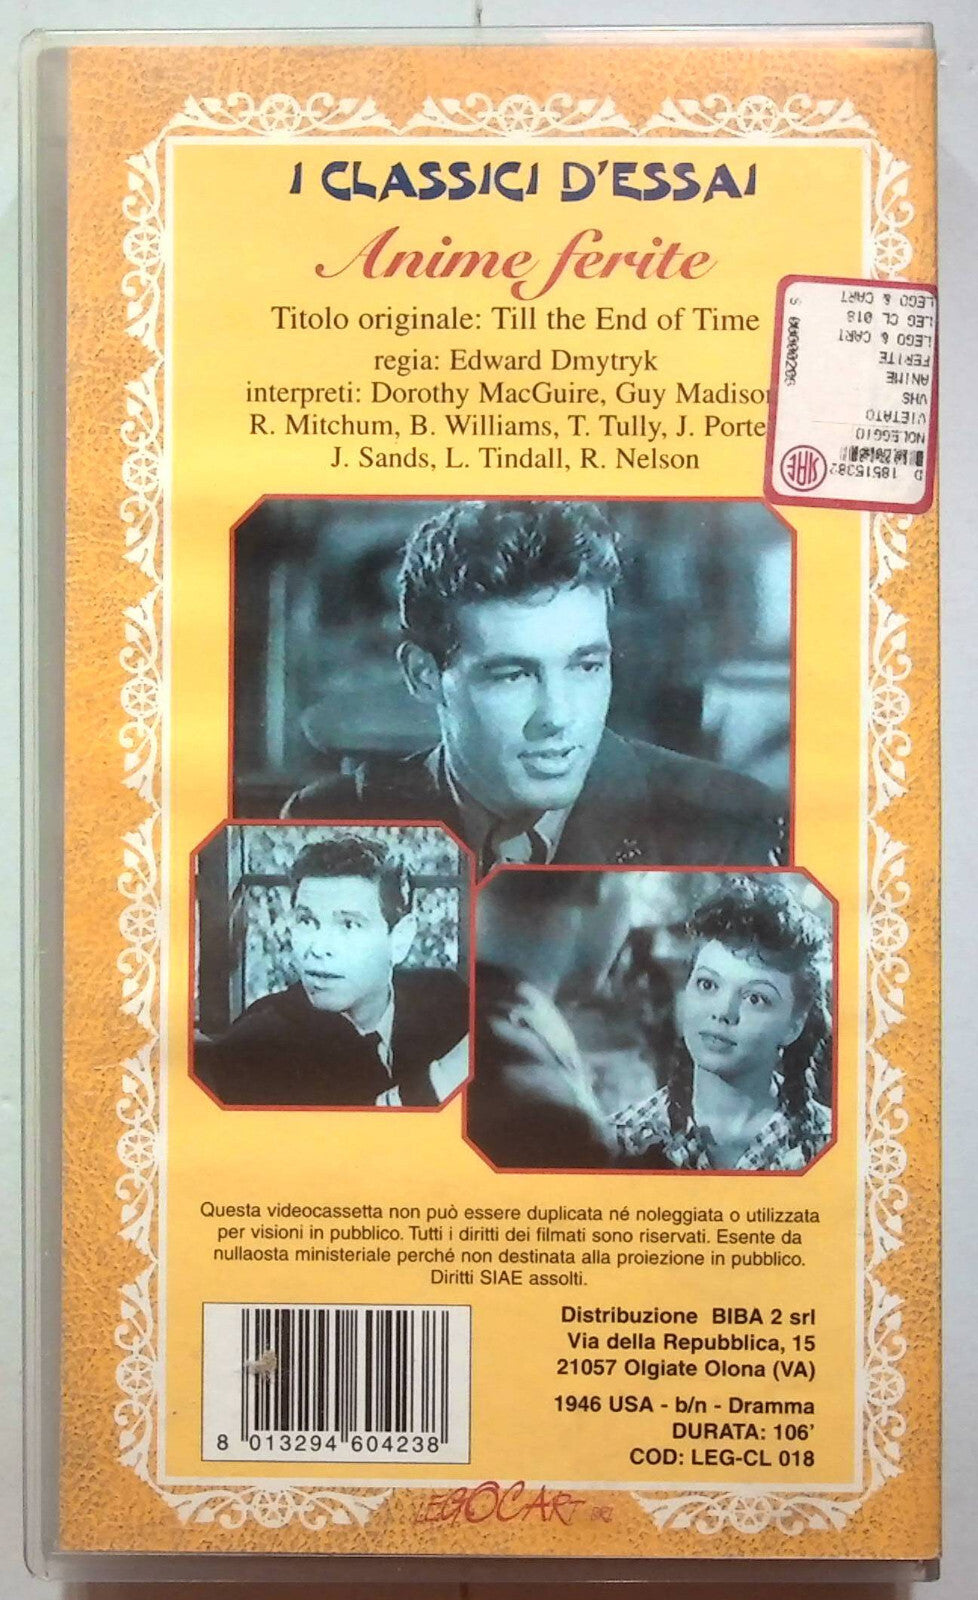 I CLASSICI D'ESSAI
Anime ferite
Titolo originale: Till the End of Time
regia: Edward Dmytryk
interpreti: Dorothy MacGuire, Guy Madison
R. Mitchum, B. Williams, T. Tully, J. Porte
J. Sands, L. Tindall, R. Nelson
D 18515382
SIAE
NOLEGGIO
VIETATO
VHS
ANIME
FERITE
LEGO & CART
LEG CL 018
LEGO & CART
Questa videocassetta non può essere duplicata né noleggiata o utilizzata
per visioni in pubblico. Tutti i diritti dei filmati sono riservati. Esente da
nullaosta ministeriale perché non destinata alla proiezione in pubblico.
Diritti SIAE assolti.
8 013294 604238
Distribuzione BIBA 2 srl
Via della Repubblica, 15
21057 Olgiate Olona (VA)
1946 USA - b/n - Dramma
DURATA: 106'
COD: LEG-CL 018
LEGOCART SRL